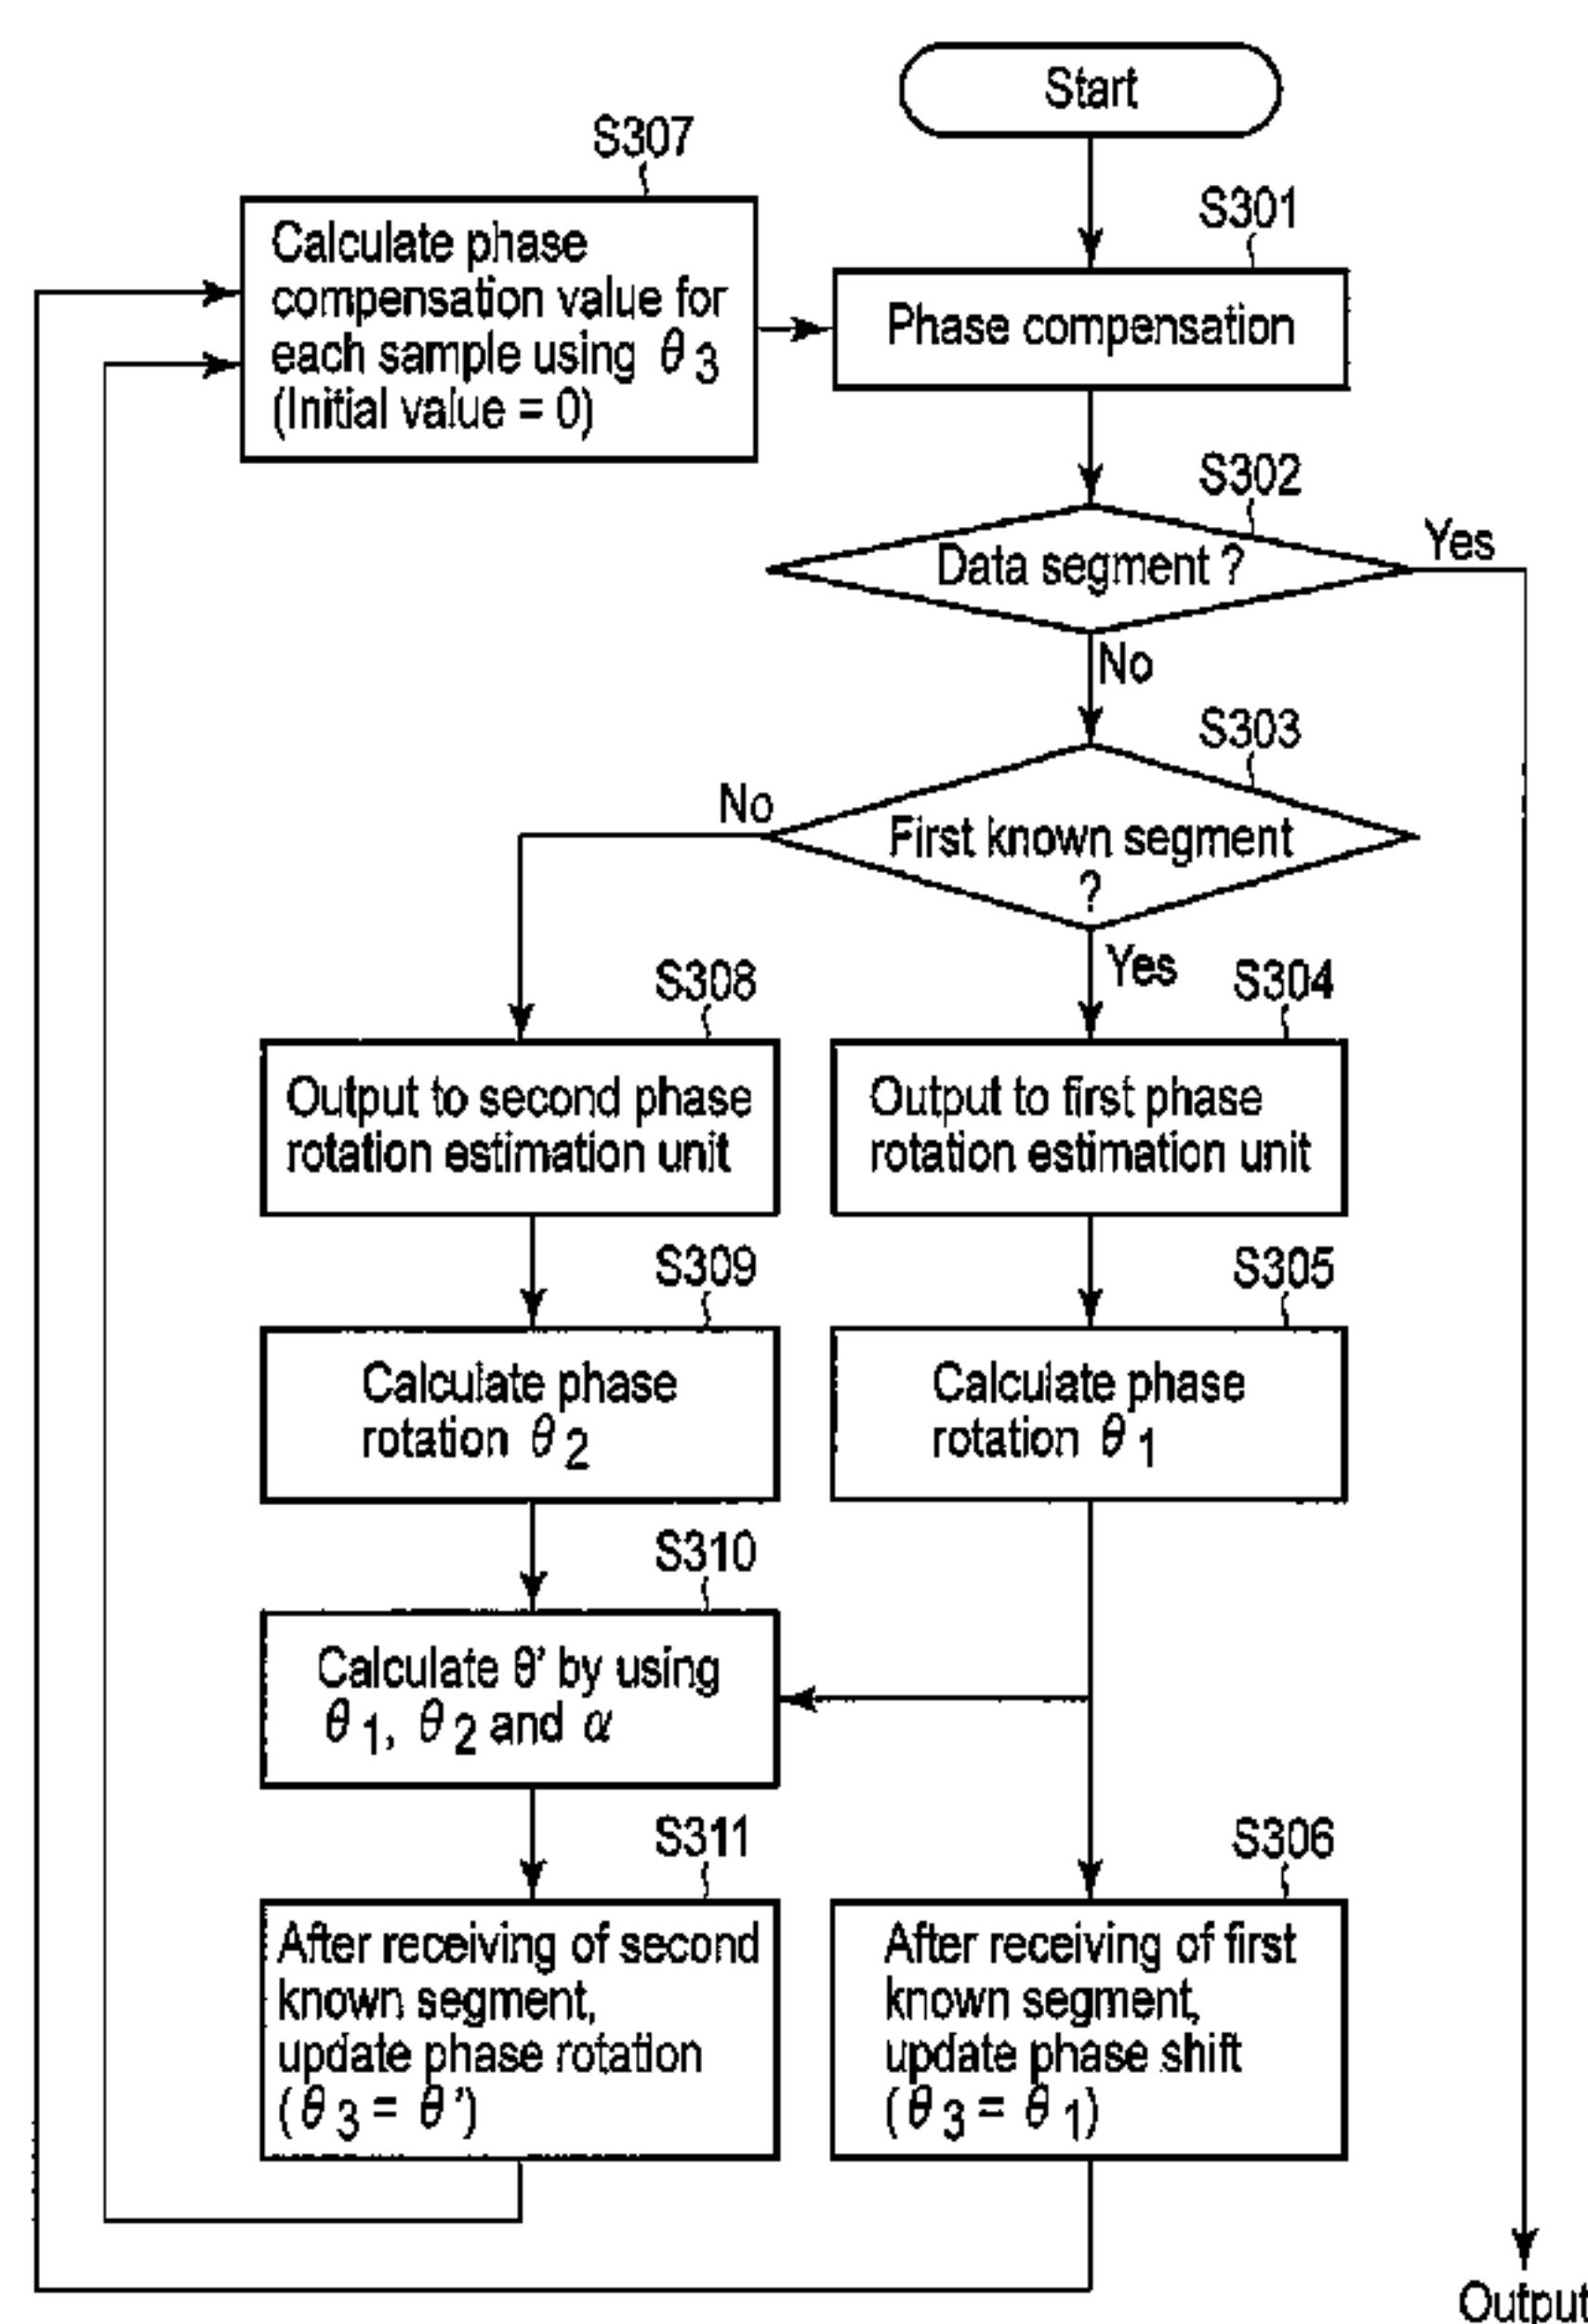 Start
S307
Calculate phase
compensation value for
each sample using θ3
(Initial value = 0)
S301
Phase compensation
S302
Data segment ?
Yes
No
S303
First known segment
?
No
Yes
S308
Output to second phase
rotation estimation unit
S304
Output to first phase
rotation estimation unit
S309
Calculate phase
rotation θ2
S305
Calculate phase
rotation θ1
S310
Calculate θ' by using
θ1, θ2 and α
S311
After receiving of second
known segment,
update phase rotation
(θ3 = θ')
S306
After receiving of first
known segment,
update phase shift
(θ3 = θ1)
Output